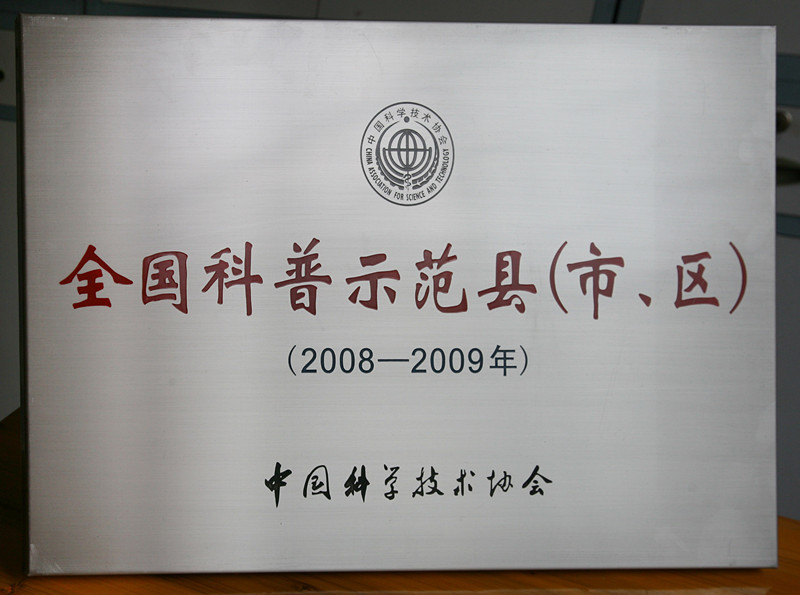 中国科学技术协会
CHINA ASSOCIATION FOR SCIENCE AND TECHNOLOGY
全国科普示范县(市、区)
(2008—2009年)
中国科学技术协会